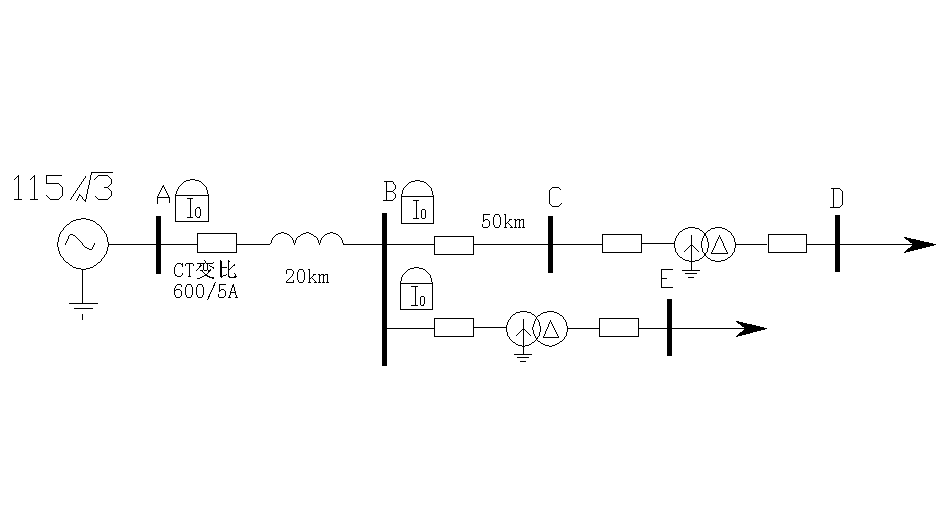 115/√3
A
I0
B
I0
C
D
50km
CT变比
600/5A
20km
I0
E